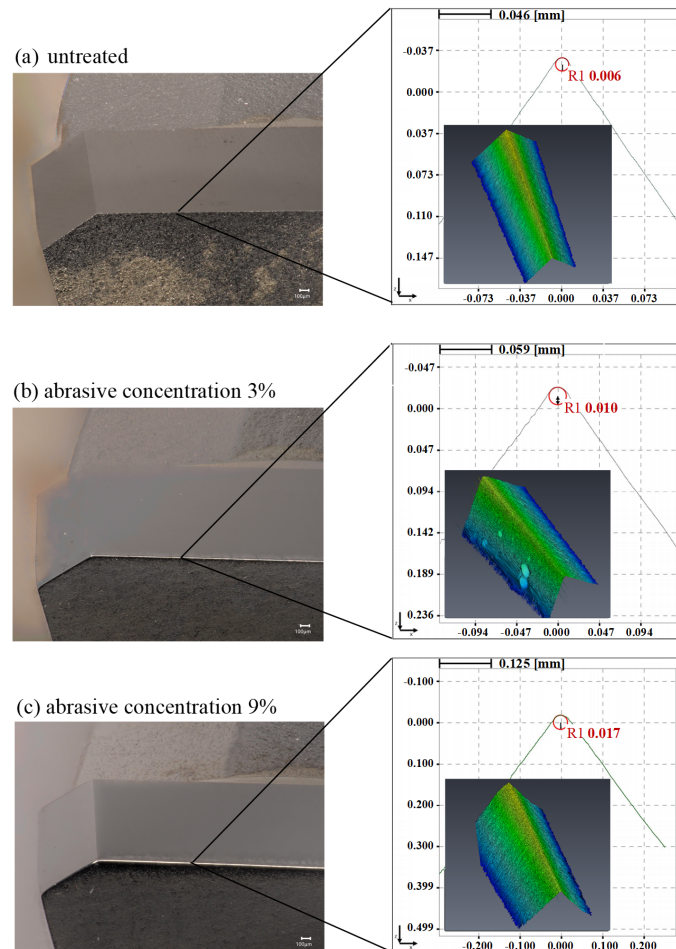 (a) untreated
100μm
0.046 [mm]
-0.037
0.000
0.037
0.073
0.110
0.147
R1 0.006
z
x
-0.073 -0.037 0.000 0.037 0.073
(b) abrasive concentration 3%
100μm
0.059 [mm]
-0.047
0.000
0.047
0.094
0.142
0.189
0.236
R1 0.010
z
x
-0.094 -0.047 0.000 0.047 0.094
(c) abrasive concentration 9%
100μm
0.125 [mm]
-0.100
0.000
0.100
0.200
0.300
0.399
0.499
R1 0.017
z
x
-0.200 -0.100 0.000 0.100 0.200